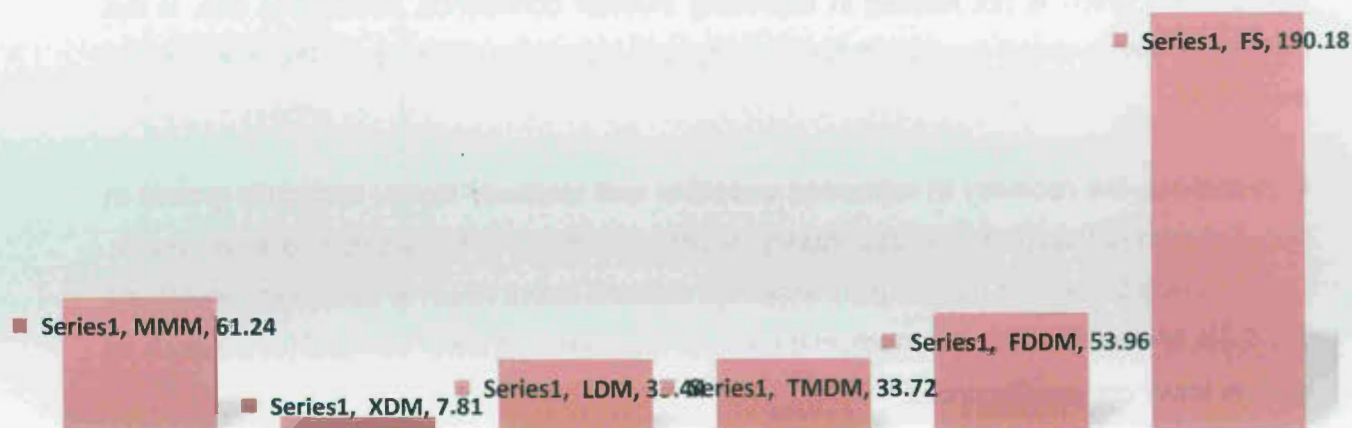 Series1, FS, 190.18
Series1, MMM, 61.24
Series1, FDDM, 53.96
Series1, LDM,
Series1, TMDM, 33.72
Series1, XDM, 7.81